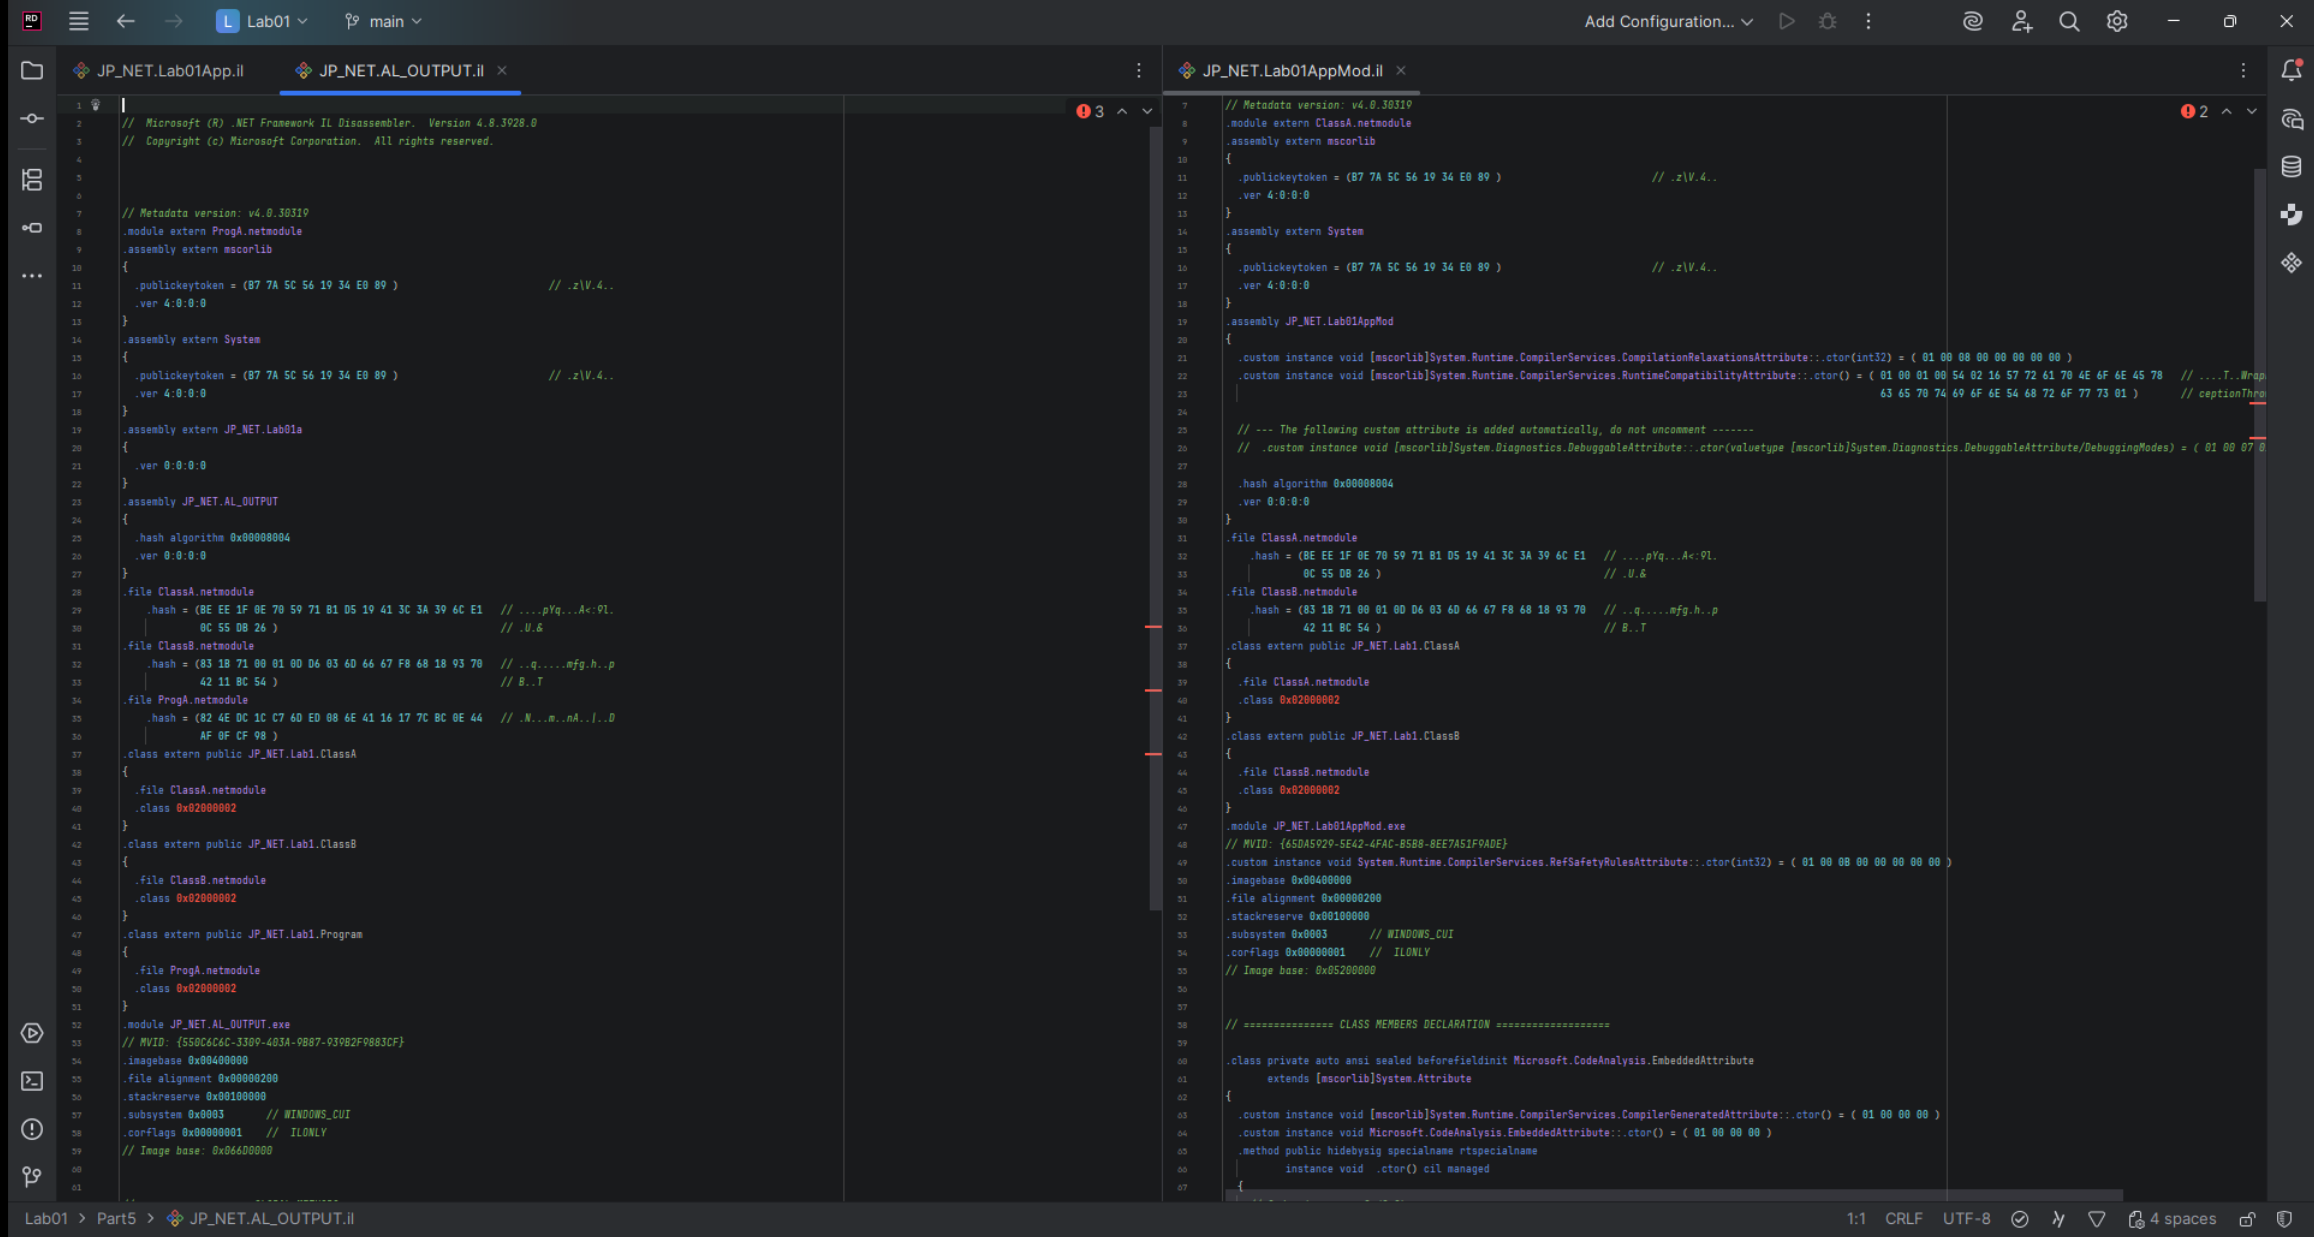 Lab01
main
Add Configuration...
JP_NET.Lab01App.il
JP_NET.AL_OUTPUT.il
3
1
2 // Microsoft (R) .NET Framework IL Disassembler. Version 4.8.3928.0
3 // Copyright (c) Microsoft Corporation. All rights reserved.
4
5
6
7 // Metadata version: v4.0.30319
8 .module extern ProgA.netmodule
9 .assembly extern mscorlib
10 {
11 .publickeytoken = (B7 7A 5C 56 19 34 E0 89 ) // .z\V.4..
12 .ver 4:0:0:0
13 }
14 .assembly extern System
15 {
16 .publickeytoken = (B7 7A 5C 56 19 34 E0 89 ) // .z\V.4..
17 .ver 4:0:0:0
18 }
19 .assembly extern JP_NET.Lab01a
20 {
21 .ver 0:0:0:0
22 }
23 .assembly JP_NET.AL_OUTPUT
24 {
25 .hash algorithm 0x00008004
26 .ver 0:0:0:0
27 }
28 .file ClassA.netmodule
29 .hash = (BE EE 1F 0E 70 59 71 B1 D5 19 41 3C 3A 39 6C E1 // ....pYq...A<:9l.
30 0C 55 DB 26 ) // .U.&
31 .file ClassB.netmodule
32 .hash = (83 1B 71 00 01 0D D6 03 6D 66 67 F8 68 18 93 70 // ..q.....mfg.h..p
33 42 11 BC 54 ) // B..T
34 .file ProgA.netmodule
35 .hash = (82 4E DC 1C C7 6D ED 08 6E 41 16 17 7C BC 0E 44 // .N...m..nA..|..D
36 AF 0F CF 98 )
37 .class extern public JP_NET.Lab1.ClassA
38 {
39 .file ClassA.netmodule
40 .class 0x02000002
41 }
42 .class extern public JP_NET.Lab1.ClassB
43 {
44 .file ClassB.netmodule
45 .class 0x02000002
46 }
47 .class extern public JP_NET.Lab1.Program
48 {
49 .file ProgA.netmodule
50 .class 0x02000002
51 }
52 .module JP_NET.AL_OUTPUT.exe
53 // MVID: {550C6C6C-3309-403A-9B87-939B2F9883CF}
54 .imagebase 0x00400000
55 .file alignment 0x00000200
56 .stackreserve 0x00100000
57 .subsystem 0x0003 // WINDOWS_CUI
58 .corflags 0x00000001 // ILONLY
59 // Image base: 0x066D0000
60
61
JP_NET.Lab01AppMod.il
2
7 // Metadata version: v4.0.30319
8 .module extern ClassA.netmodule
9 .assembly extern mscorlib
10 {
11 .publickeytoken = (B7 7A 5C 56 19 34 E0 89 ) // .z\V.4..
12 .ver 4:0:0:0
13 }
14 .assembly extern System
15 {
16 .publickeytoken = (B7 7A 5C 56 19 34 E0 89 ) // .z\V.4..
17 .ver 4:0:0:0
18 }
19 .assembly JP_NET.Lab01AppMod
20 {
21 .custom instance void [mscorlib]System.Runtime.CompilerServices.CompilationRelaxationsAttribute::.ctor(int32) = ( 01 00 08 00 00 00 00 00 )
22 .custom instance void [mscorlib]System.Runtime.CompilerServices.RuntimeCompatibilityAttribute::.ctor() = ( 01 00 01 00 54 02 16 57 72 61 70 4E 6F 6E 45 78 // ....T..Wrap
23 63 65 70 74 69 6F 6E 54 68 72 6F 77 73 01 ) // ceptionThro
24
25 // --- The following custom attribute is added automatically, do not uncomment -------
26 // .custom instance void [mscorlib]System.Diagnostics.DebuggableAttribute::.ctor(valuetype [mscorlib]System.Diagnostics.DebuggableAttribute/DebuggingModes) = ( 01 00 07 0
27
28 .hash algorithm 0x00008004
29 .ver 0:0:0:0
30 }
31 .file ClassA.netmodule
32 .hash = (BE EE 1F 0E 70 59 71 B1 D5 19 41 3C 3A 39 6C E1 // ....pYq...A<:9l.
33 0C 55 DB 26 ) // .U.&
34 .file ClassB.netmodule
35 .hash = (83 1B 71 00 01 0D D6 03 6D 66 67 F8 68 18 93 70 // ..q.....mfg.h..p
36 42 11 BC 54 ) // B..T
37 .class extern public JP_NET.Lab1.ClassA
38 {
39 .file ClassA.netmodule
40 .class 0x02000002
41 }
42 .class extern public JP_NET.Lab1.ClassB
43 {
44 .file ClassB.netmodule
45 .class 0x02000002
46 }
47 .module JP_NET.Lab01AppMod.exe
48 // MVID: {65DA5929-5E42-4FAC-B5B8-8EE7A51F9ADE}
49 .custom instance void System.Runtime.CompilerServices.RefSafetyRulesAttribute::.ctor(int32) = ( 01 00 0B 00 00 00 00 00 )
50 .imagebase 0x00400000
51 .file alignment 0x00000200
52 .stackreserve 0x00100000
53 .subsystem 0x0003 // WINDOWS_CUI
54 .corflags 0x00000001 // ILONLY
55 // Image base: 0x05200000
56
57
58 // =============== CLASS MEMBERS DECLARATION ===================
59
60 .class private auto ansi sealed beforefieldinit Microsoft.CodeAnalysis.EmbeddedAttribute
61 extends [mscorlib]System.Attribute
62 {
63 .custom instance void [mscorlib]System.Runtime.CompilerServices.CompilerGeneratedAttribute::.ctor() = ( 01 00 00 00 )
64 .custom instance void Microsoft.CodeAnalysis.EmbeddedAttribute::.ctor() = ( 01 00 00 00 )
65 .method public hidebysig specialname rtspecialname
66 instance void .ctor() cil managed
67 {
Lab01 > Part5 > JP_NET.AL_OUTPUT.il
1:1 CRLF UTF-8 4 spaces